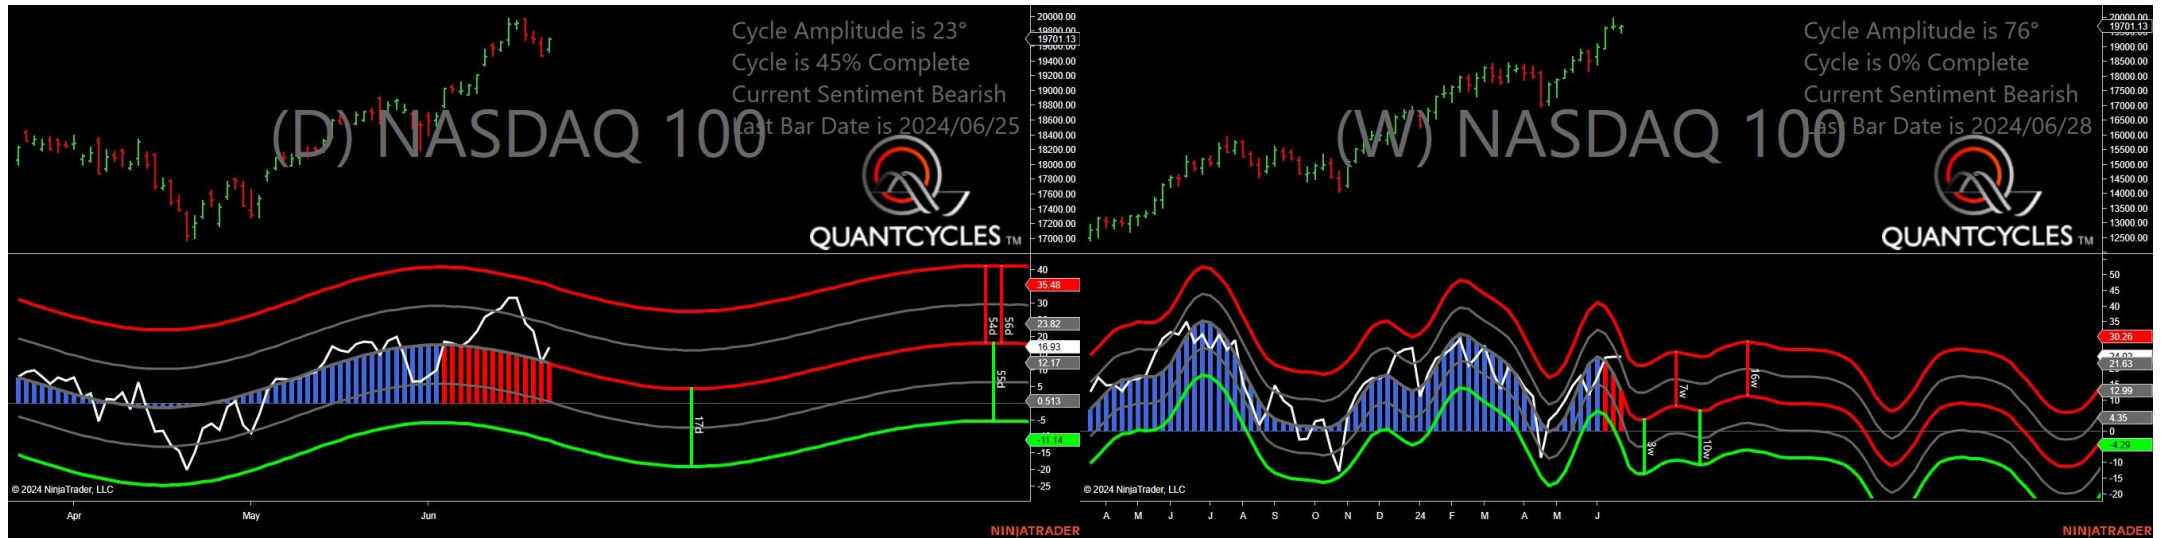 Cycle Amplitude is 23°
Cycle is 45% Complete
Current Sentiment Bearish
Last Bar Date is 2024/06/25
(D) NASDAQ 100
QUANTCYCLES TM
20000.00
19701.13
19600.00
19400.00
19200.00
19000.00
18800.00
18600.00
18400.00
18200.00
18000.00
17800.00
17600.00
17400.00
17200.00
17000.00
40
35.48
30
23.82
20
16.93
12.17
10
5
0.513
-5
-11.14
-15
-20
-25
54d
56d
55d
17d
© 2024 NinjaTrader, LLC
Apr
May
Jun
NINJATRADER
Cycle Amplitude is 76°
Cycle is 0% Complete
Current Sentiment Bearish
Last Bar Date is 2024/06/28
(W) NASDAQ 100
QUANTCYCLES TM
20000.00
19701.13
19000.00
18500.00
18000.00
17500.00
17000.00
16500.00
16000.00
15500.00
15000.00
14500.00
14000.00
13500.00
13000.00
12500.00
50
45
40
35
30.26
24.02
21.63
15
12.99
10
4.35
0
-4.29
-10
-15
-20
7w
16w
3w
10w
© 2024 NinjaTrader, LLC
A M J J A S O N D 24 F M A M J
NINJATRADER